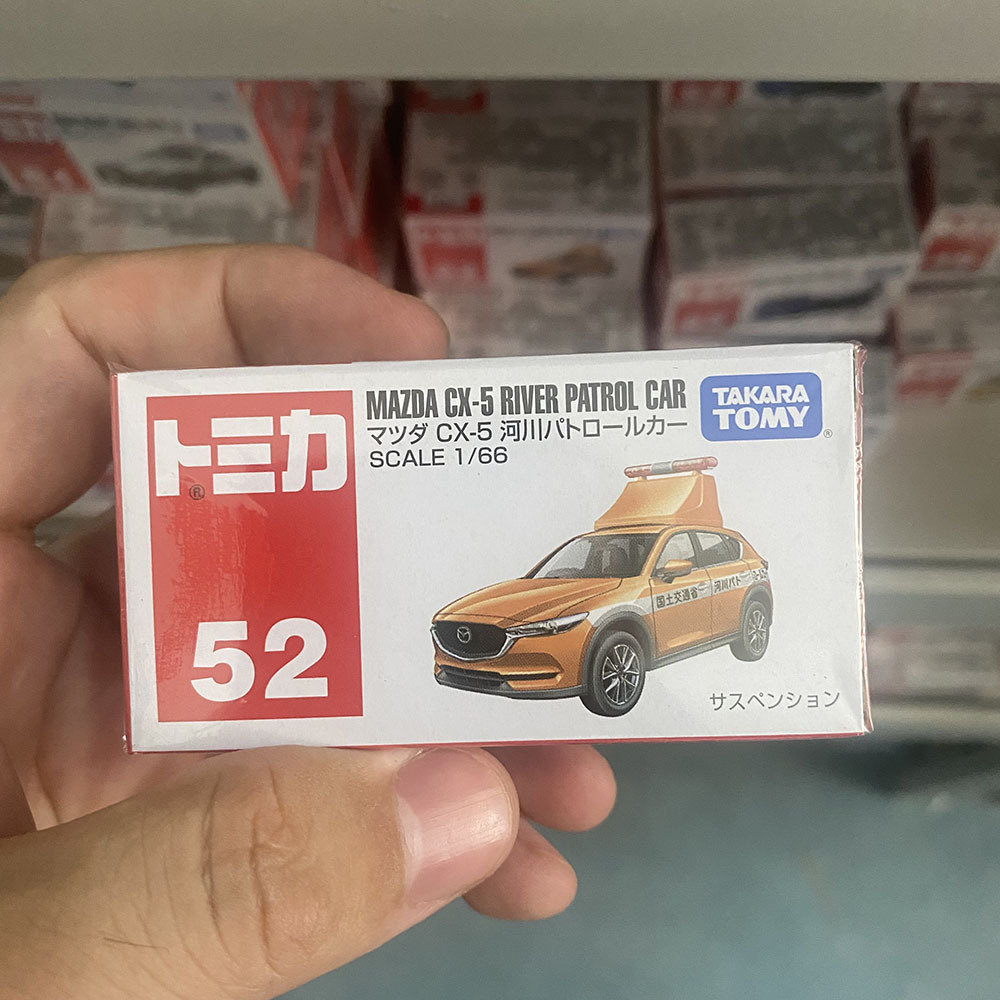 トミカ
®
52
MAZDA CX-5 RIVER PATROL CAR
マツダ CX-5 河川パトロールカー
SCALE 1/66
TAKARA
TOMY
®
国土交通省
河川パト
サスペンション